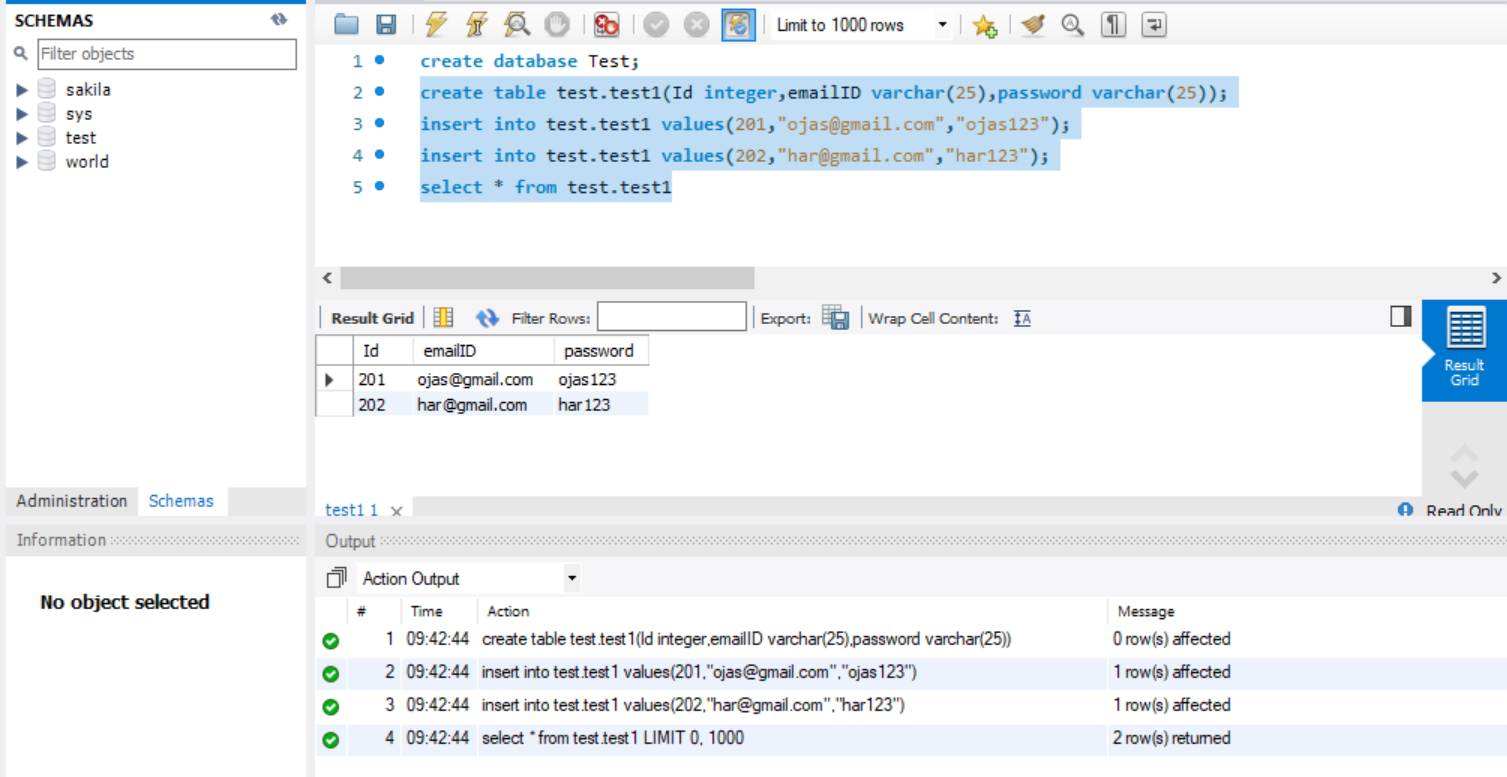 SCHEMAS
Filter objects
sakila
sys
test
world
Administration Schemas
Information
No object selected
Limit to 1000 rows
1 create database Test;
2 create table test.test1(Id integer,emailID varchar(25),password varchar(25));
3 insert into test.test1 values(201,"ojas@gmail.com","ojas123");
4 insert into test.test1 values(202,"har@gmail.com","har123");
5 select * from test.test1
Result Grid Filter Rows: Export: Wrap Cell Content:
Id emailID password
201 ojas@gmail.com ojas123
202 har@gmail.com har123
Result
Grid
test1 1 Read Only
Output
Action Output
# Time Action Message
1 09:42:44 create table test.test1(Id integer,emailID varchar(25),password varchar(25)) 0 row(s) affected
2 09:42:44 insert into test.test1 values(201,"ojas@gmail.com","ojas123") 1 row(s) affected
3 09:42:44 insert into test.test1 values(202,"har@gmail.com","har123") 1 row(s) affected
4 09:42:44 select * from test.test1 LIMIT 0, 1000 2 row(s) returned